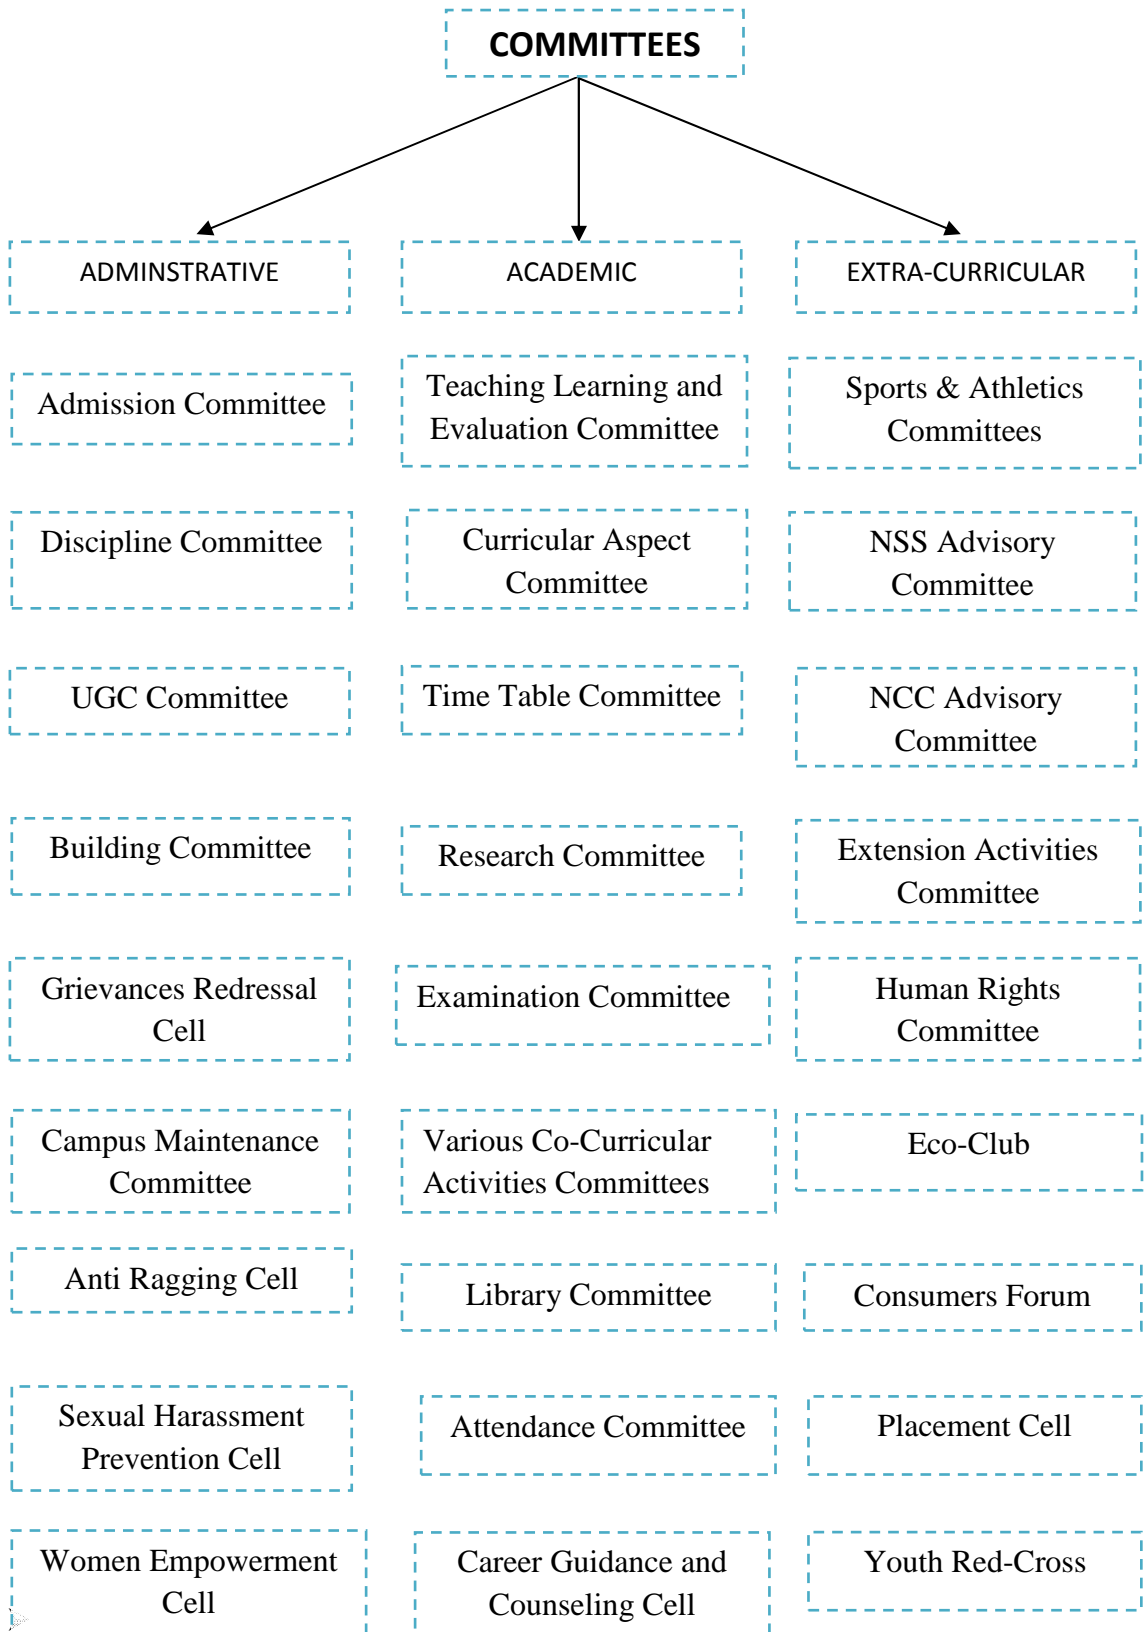 COMMITTEES
ADMINSTRATIVE
ACADEMIC
EXTRA-CURRICULAR
Admission Committee
Teaching Learning and
Evaluation Committee
Sports & Athletics
Committees
Discipline Committee
Curricular Aspect
Committee
NSS Advisory
Committee
UGC Committee
Time Table Committee
NCC Advisory
Committee
Building Committee
Research Committee
Extension Activities
Committee
Grievances Redressal
Cell
Examination Committee
Human Rights
Committee
Campus Maintenance
Committee
Various Co-Curricular
Activities Committees
Eco-Club
Anti Ragging Cell
Library Committee
Consumers Forum
Sexual Harassment
Prevention Cell
Attendance Committee
Placement Cell
Women Empowerment
Cell
Career Guidance and
Counseling Cell
Youth Red-Cross